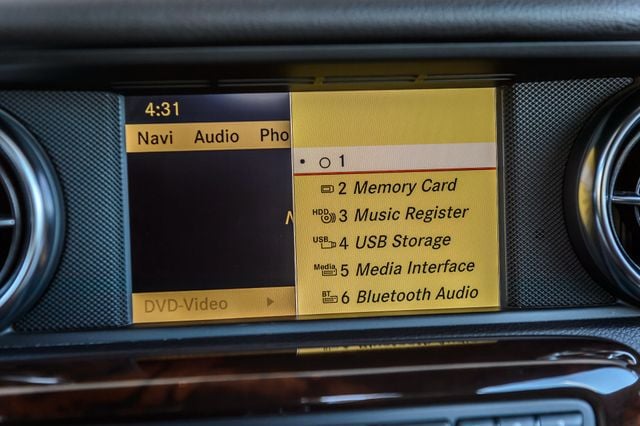 4:31
Navi Audio Pho
1
2 Memory Card
HDD 3 Music Register
USB 4 USB Storage
Media 5 Media Interface
BT 6 Bluetooth Audio
DVD-Video